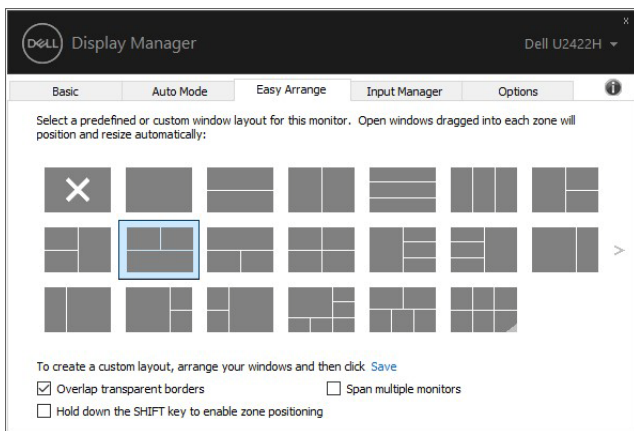 x
DELL Display Manager Dell U2422H
Basic Auto Mode Easy Arrange Input Manager Options i
Select a predefined or custom window layout for this monitor. Open windows dragged into each zone will
position and resize automatically:
>
To create a custom layout, arrange your windows and then click Save
Overlap transparent borders Span multiple monitors
Hold down the SHIFT key to enable zone positioning